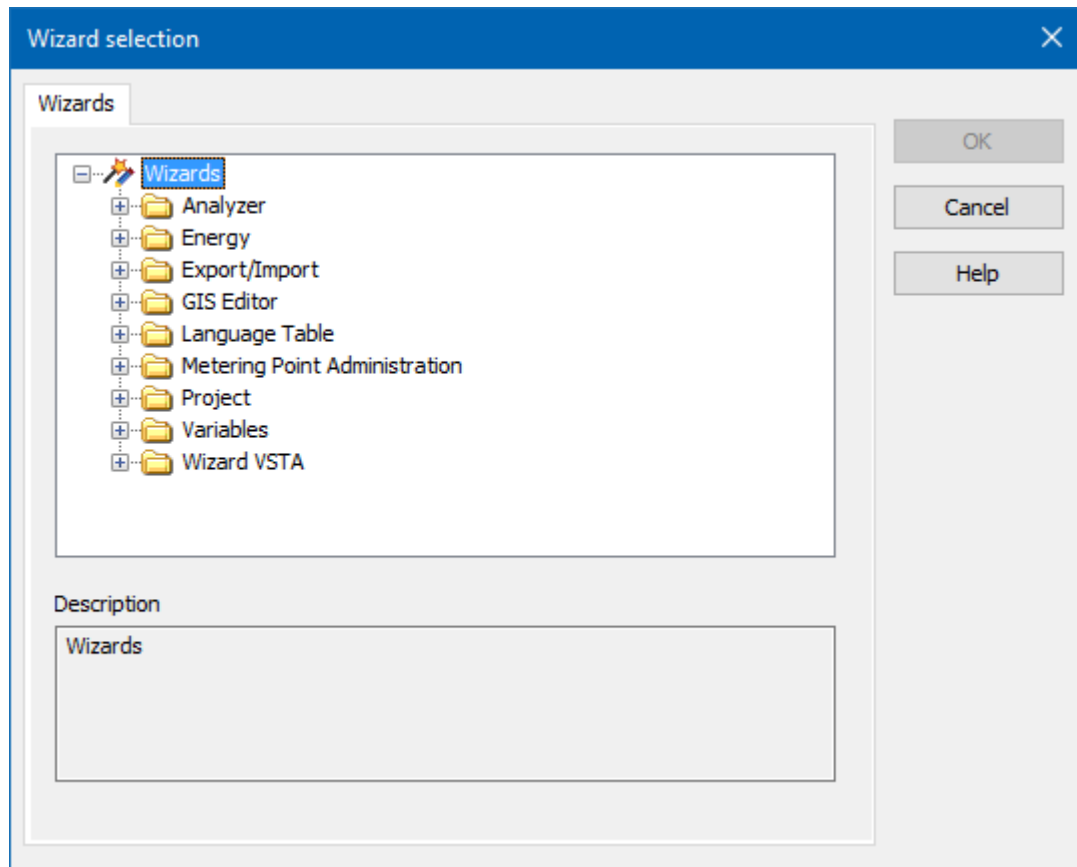 Wizard selection
Wizards
OK
Cancel
Help
Wizards
Analyzer
Energy
Export/Import
GIS Editor
Language Table
Metering Point Administration
Project
Variables
Wizard VSTA
Description
Wizards